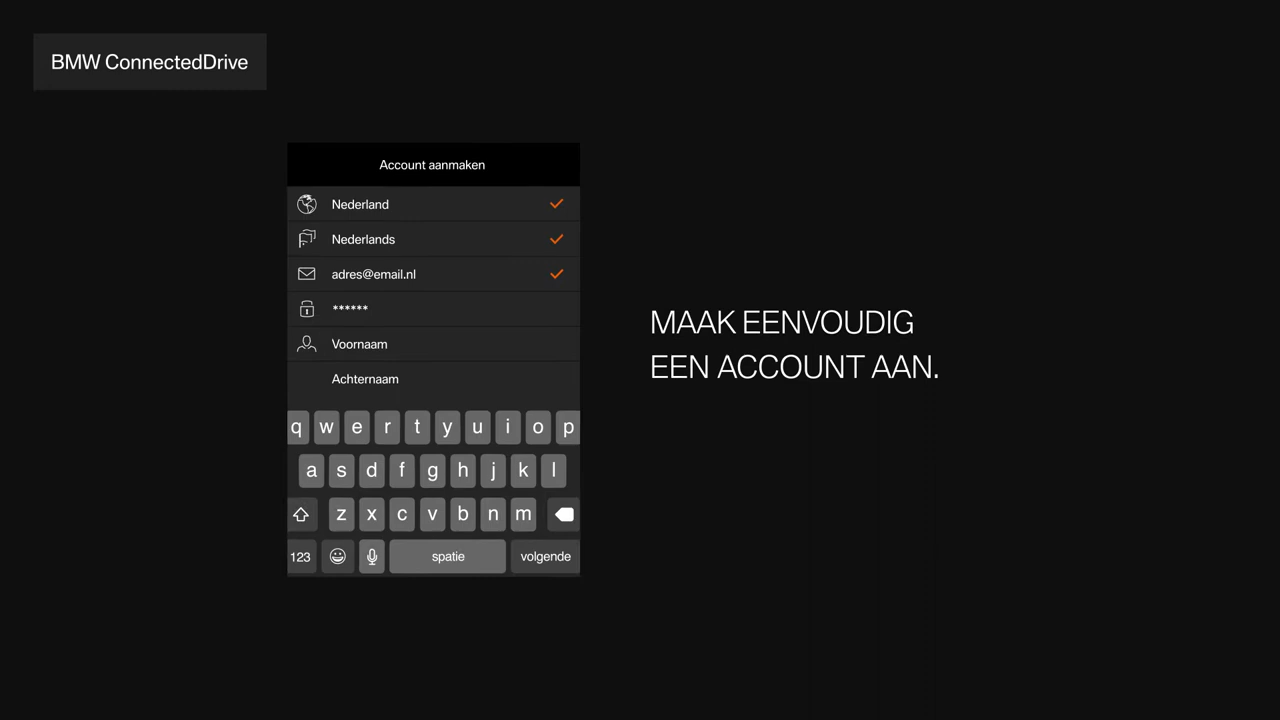 BMW ConnectedDrive
Account aanmaken
Nederland
Nederlands
adres@email.nl
******
Voornaam
Achternaam
q w e r t y u i o p
a s d f g h j k l
z x c v b n m
123 spatie volgende
MAAK EENVOUDIG
EEN ACCOUNT AAN.